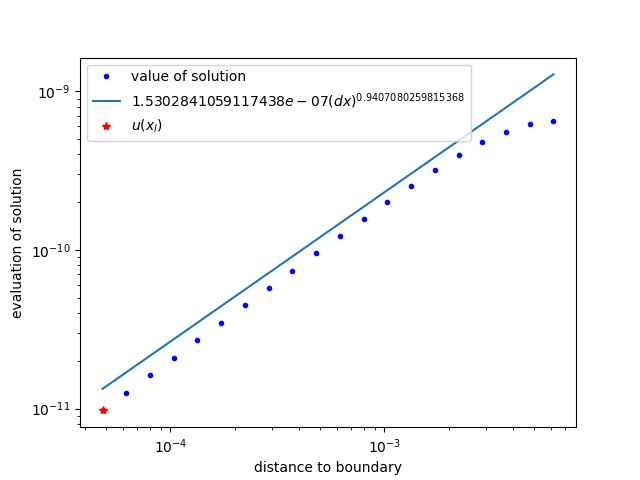 value of solution
1.5302841059117438e − 07(dx)^0.9407080259815368
u(x_l)
10^−9
10^−10
10^−11
evaluation of solution
10^−4
10^−3
distance to boundary